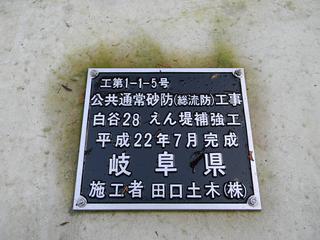 工第1-1-5号
公共通常砂防(総流防)工事
白谷28 えん堤補強工
平成22年7月完成
岐阜県
施工者 田口土木(株)